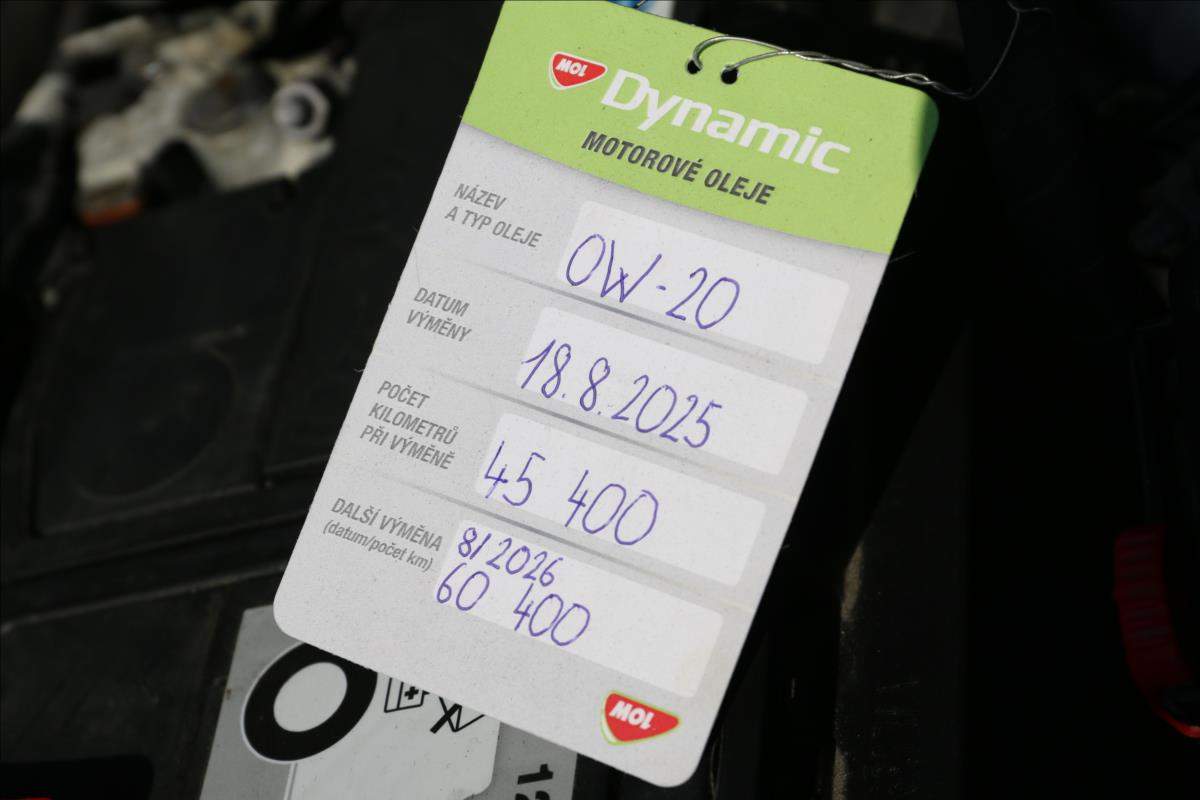 MOL Dynamic
MOTOROVÉ OLEJE
NÁZEV
A TYP OLEJE
0W-20
DATUM
VÝMĚNY
18.8.2025
POČET
KILOMETRŮ
PŘI VÝMĚNĚ
45 400
DALŠÍ VÝMĚNA
(datum/počet km)
8/2026
60 400
MOL
12